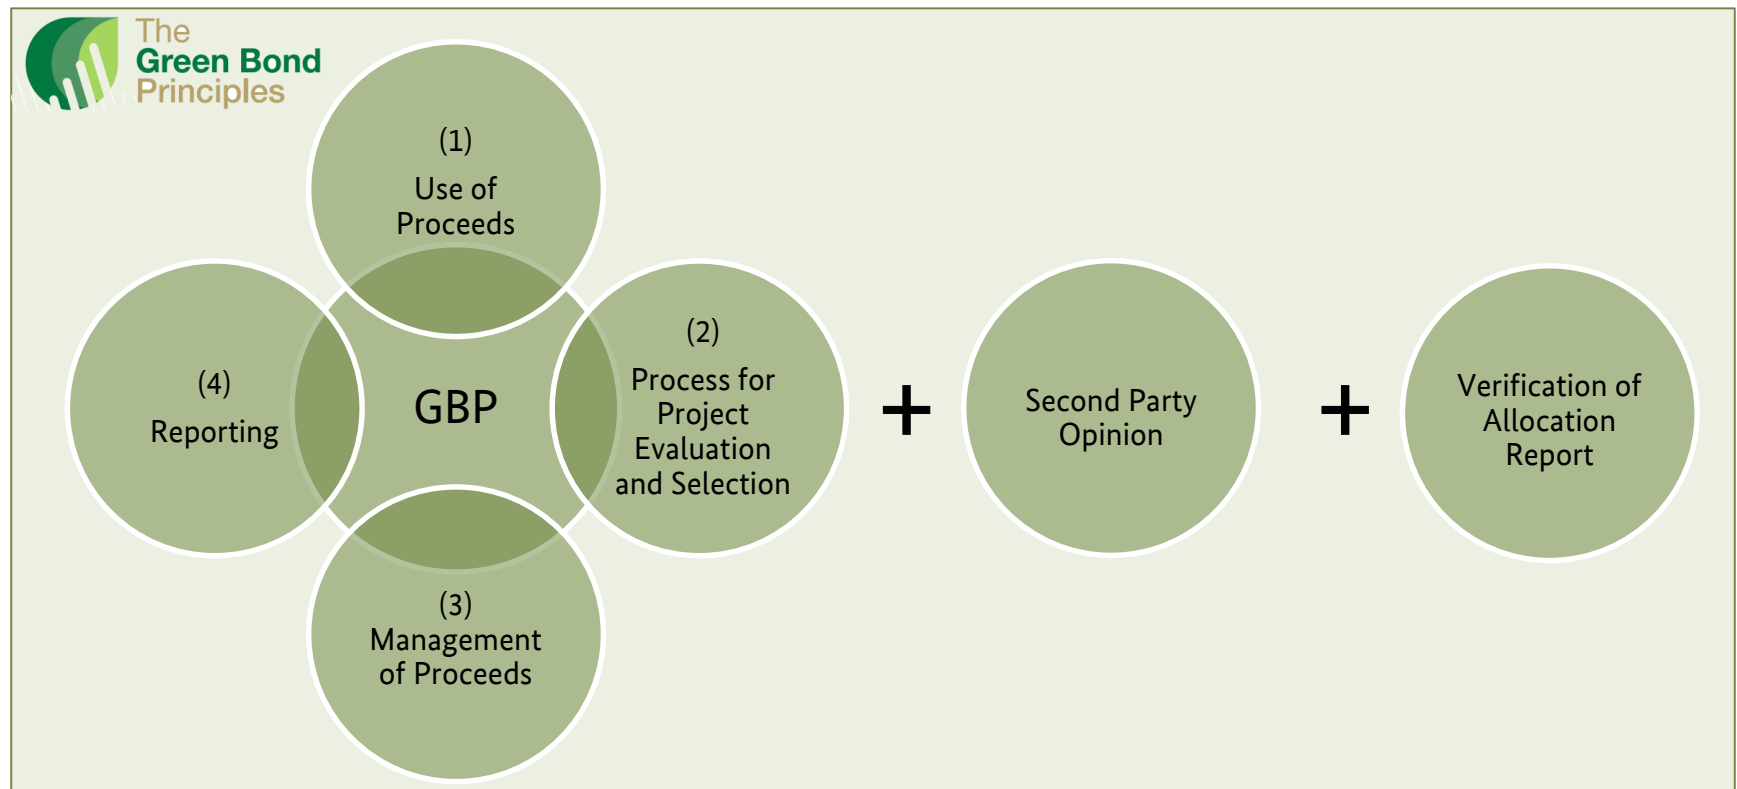 The
Green Bond
Principles
(1)
Use of
Proceeds
(2)
Process for
Project
Evaluation
and Selection
(3)
Management
of Proceeds
(4)
Reporting
GBP
+
Second Party
Opinion
+
Verification of
Allocation
Report